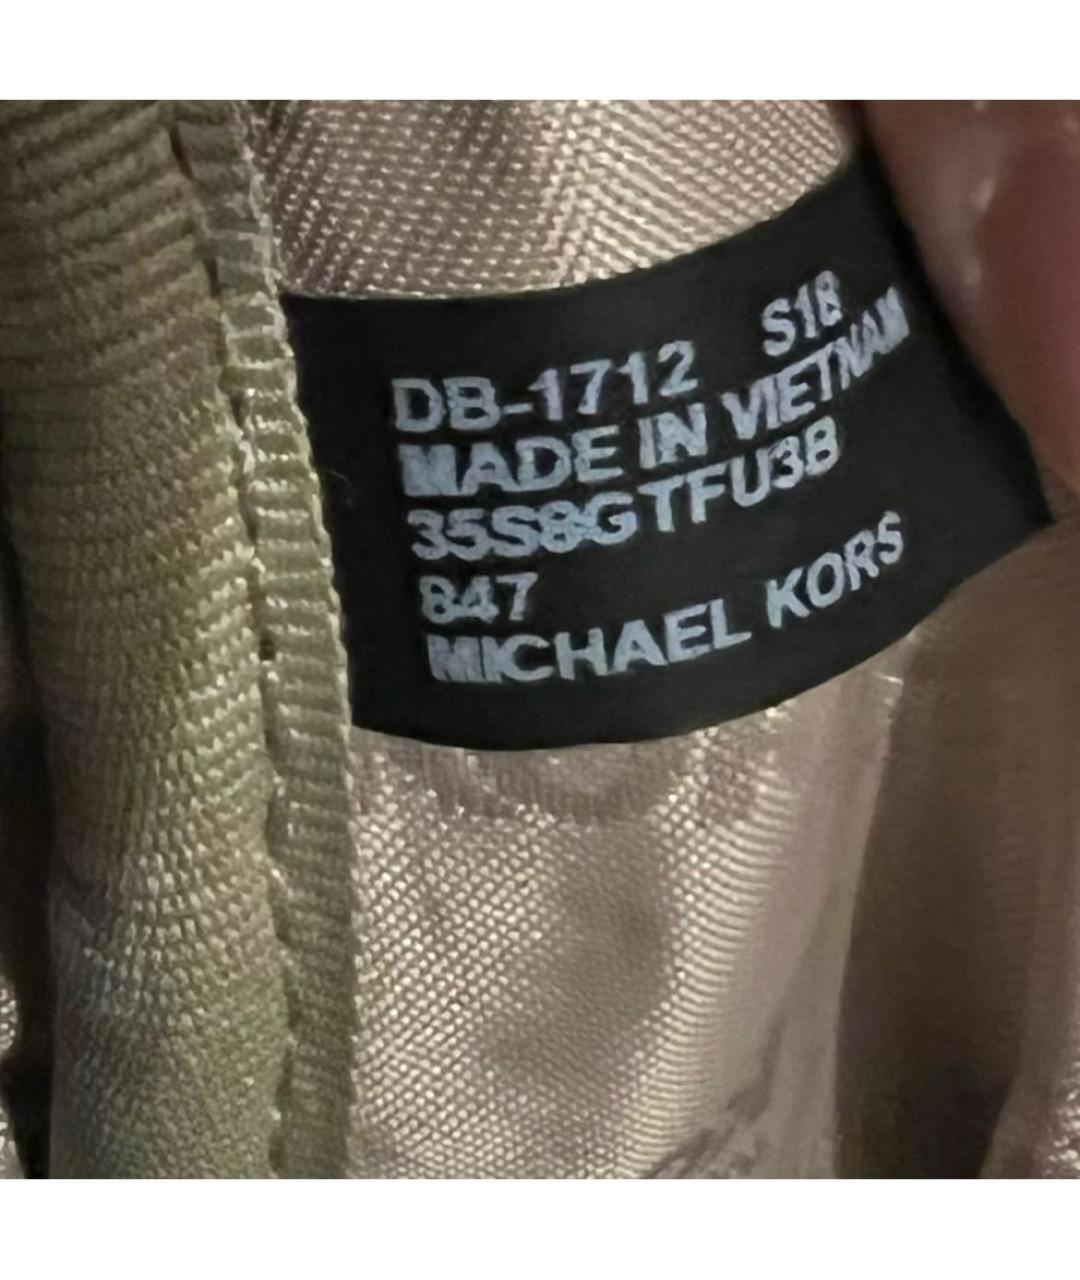 DB-1712 S18
MADE IN VIETNAM
35S8GTFU3B
847
MICHAEL KORS